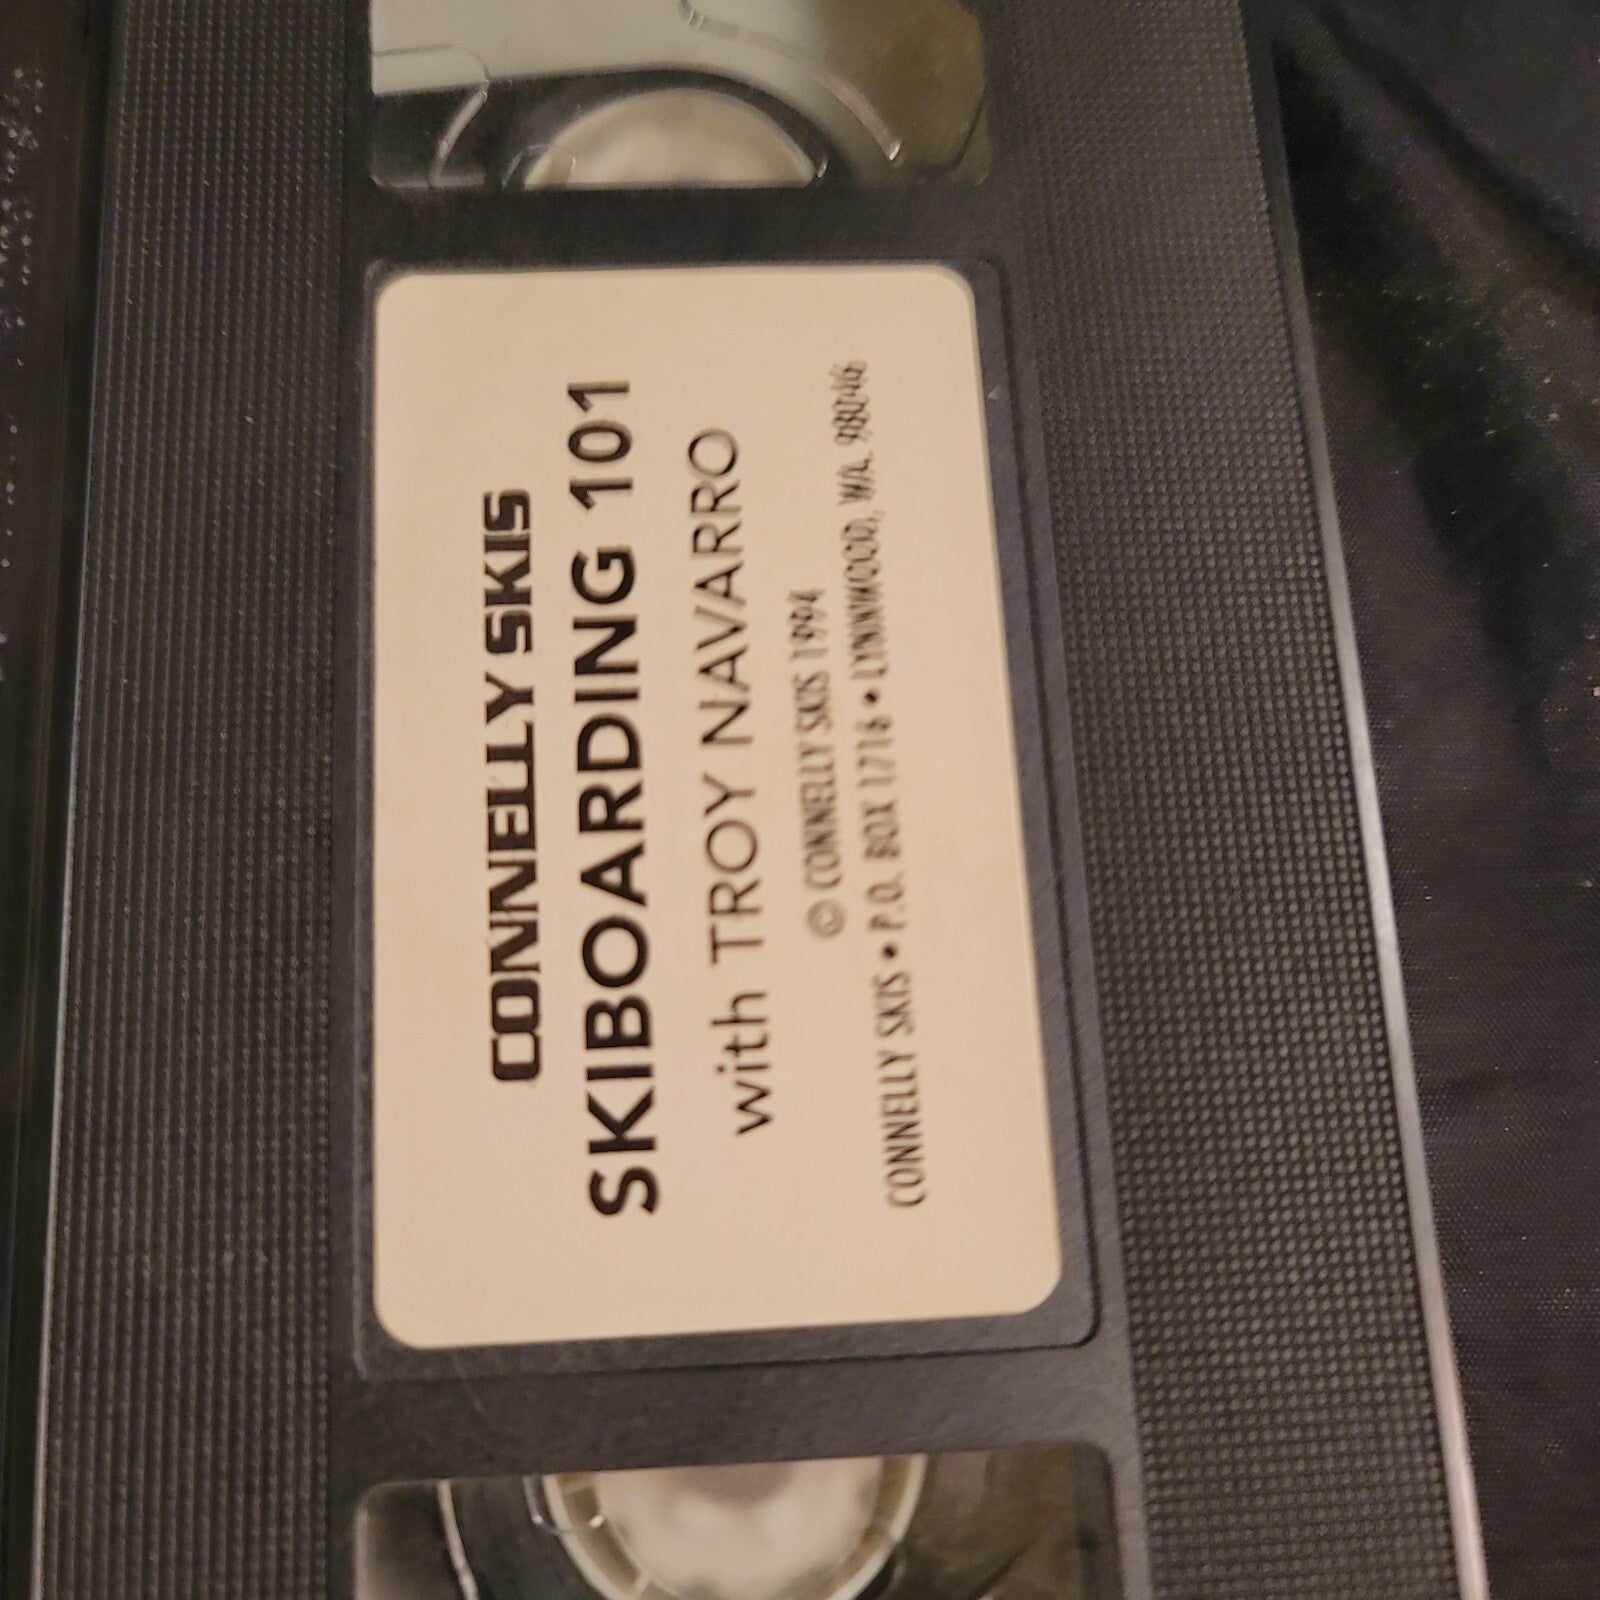 CONNELLY SKIS
SKIBOARDING 101
with TROY NAVARRO
© CONNELLY SKIS 1994
CONNELLY SKIS • P.O. BOX 1716 • LYNNWOOD, WA. 98046